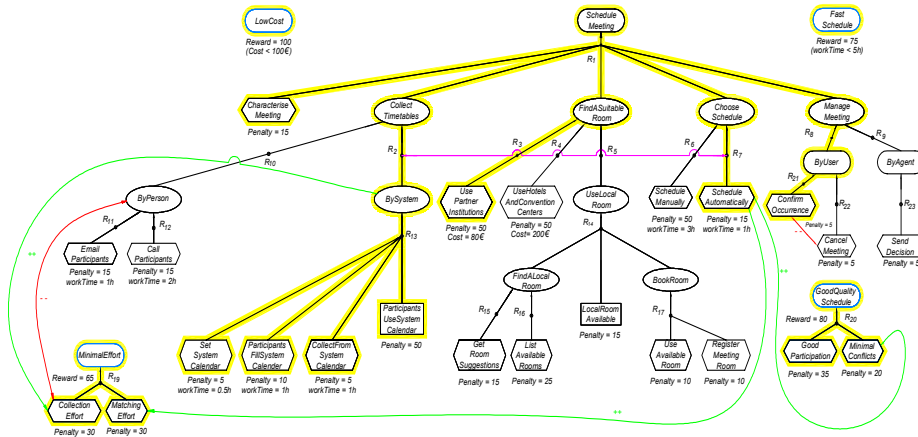 LowCost
Reward = 100
(Cost < 100€)
Schedule
Meeting
Fast
Schedule
Reward = 75
(workTime < 5h)
R1
Characterise
Meeting
Penalty = 15
Collect
Timetables
FindASuitable
Room
Choose
Schedule
Manage
Meeting
R10
R2
R3
R4
R5
R6
R7
R8
R9
ByPerson
BySystem
Use
Partner
Institutions
Penalty = 50
Cost = 80€
UseHotels
AndConvention
Centers
Penalty = 50
Cost= 200€
UseLocal
Room
Schedule
Manually
Penalty = 50
workTime = 3h
Schedule
Automatically
Penalty = 15
workTime = 1h
ByUser
ByAgent
R21
R22
R23
Confirm
Occurrence
Penalty = 5
Cancel
Meeting
Penalty = 5
Send
Decision
Penalty = 5
R11
R12
R13
R14
Email
Participants
Penalty = 15
workTime = 1h
Call
Participants
Penalty = 15
workTime = 2h
FindALocal
Room
BookRoom
R15
R16
R17
Participants
UseSystem
Calendar
Penalty = 50
LocalRoom
Available
Penalty = 15
GoodQuality
Schedule
Reward = 80
R20
Good
Participation
Penalty = 35
Minimal
Conflicts
Penalty = 20
Set
System
Calendar
Penalty = 5
workTime = 0.5h
Participants
FillSystem
Calender
Penalty = 10
workTime = 1h
CollectFrom
System
Calendar
Penalty = 5
workTime = 1h
Get
Room
Suggestions
Penalty = 15
List
Available
Rooms
Penalty = 25
Use
Available
Room
Penalty = 10
Register
Meeting
Room
Penalty = 10
MinimalEffort
Reward = 65
R19
Collection
Effort
Penalty = 30
Matching
Effort
Penalty = 30
**
--
**
**
--